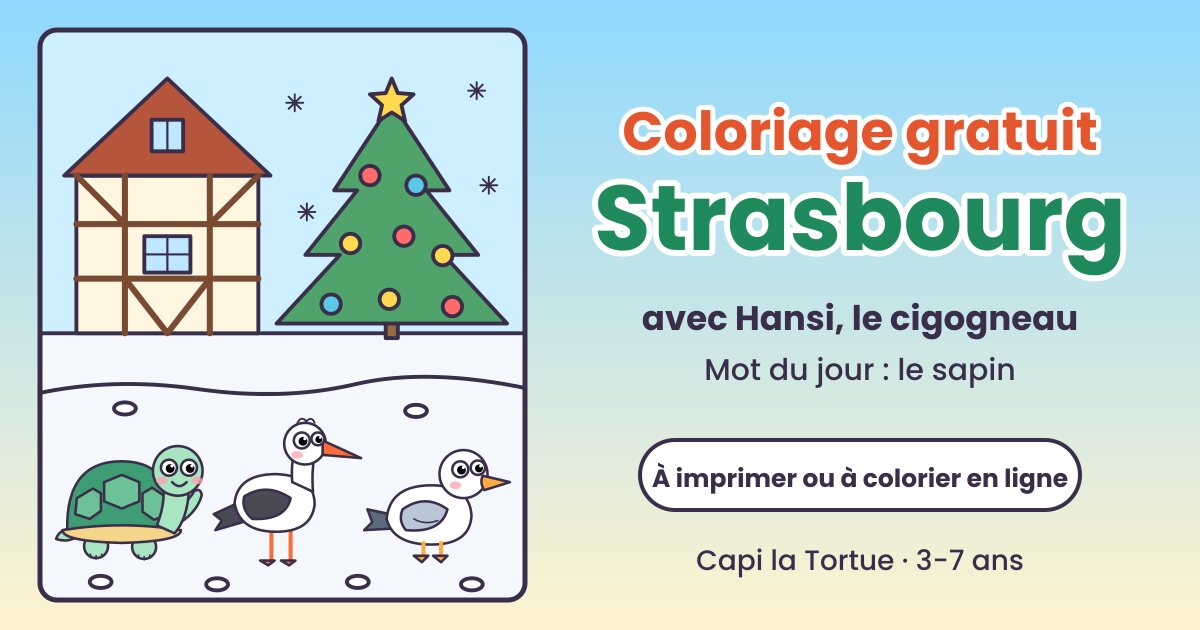 Coloriage gratuit
Strasbourg
avec Hansi, le cigogneau
Mot du jour : le sapin
À imprimer ou à colorier en ligne
Capi la Tortue · 3-7 ans